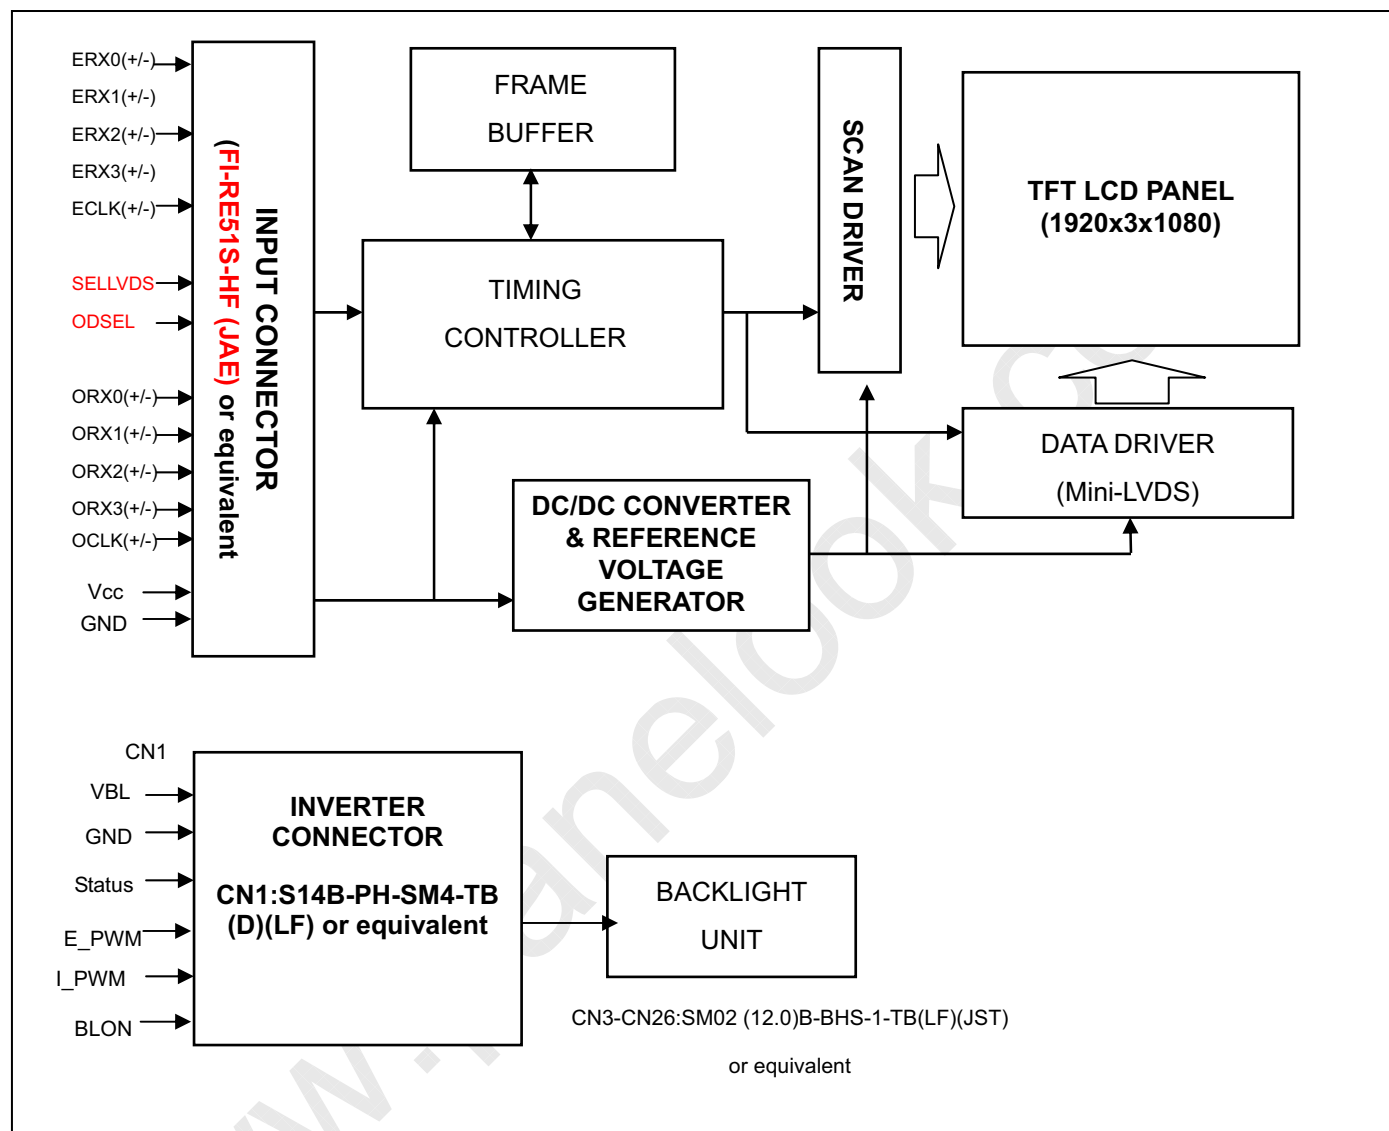 ERX0(+/-)
ERX1(+/-)
ERX2(+/-)
ERX3(+/-)
ECLK(+/-)
SELLVDS
ODSEL
ORX0(+/-)
ORX1(+/-)
ORX2(+/-)
ORX3(+/-)
OCLK(+/-)
Vcc
GND
INPUT CONNECTOR
(FI-RE51S-HF (JAE) or equivalent
FRAME
BUFFER
TIMING
CONTROLLER
SCAN DRIVER
TFT LCD PANEL
(1920x3x1080)
DATA DRIVER
(Mini-LVDS)
DC/DC CONVERTER
& REFERENCE
VOLTAGE
GENERATOR
CN1
VBL
GND
Status
E_PWM
I_PWM
BLON
INVERTER
CONNECTOR
CN1:S14B-PH-SM4-TB
(D)(LF) or equivalent
BACKLIGHT
UNIT
CN3-CN26:SM02 (12.0)B-BHS-1-TB(LF)(JST)
or equivalent